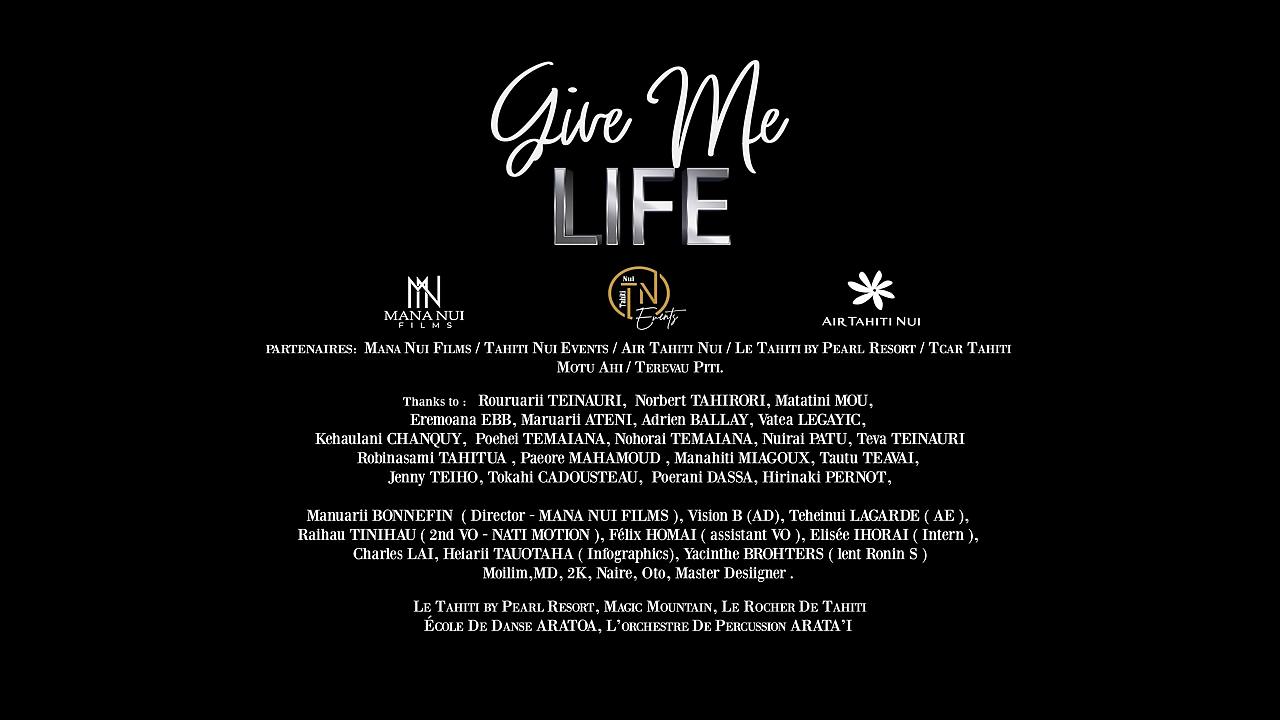 Give Me
LIFE
MANA NUI
FILMS
Tahiti Nui
TN
Events
AIR TAHITI NUI
PARTENAIRES: MANA NUI FILMS / TAHITI NUI EVENTS / AIR TAHITI NUI / LE TAHITI BY PEARL RESORT / TCAR TAHITI
MOTU AHI / TEREVAU PITI.
Thanks to : Rouruarii TEINAURI, Norbert TAHIRORI, Matatini MOU,
Eremoana EBB, Maruarii ATENI, Adrien BALLAY, Vatea LEGAYIC,
Kehaulani CHANQUY, Poehei TEMAIANA, Nohorai TEMAIANA, Nuirai PATU, Teva TEINAURI
Robinasami TAHITUA , Paeore MAHAMOUD , Manahiti MIAGOUX, Tautu TEAVAI,
Jenny TEIHO, Tokahi CADOUSTEAU, Poerani DASSA, Hirinaki PERNOT,
Manuarii BONNEFIN ( Director - MANA NUI FILMS ), Vision B (AD), Teheinui LAGARDE ( AE ),
Raihau TINIHAU ( 2nd VO - NATI MOTION ), Félix HOMAI ( assistant VO ), Elisée IHORAI ( Intern ),
Charles LAI, Heiarii TAUOTAHA ( Infographics), Yacinthe BROHTERS ( lent Ronin S )
Moilim,MD, 2K, Naire, Oto, Master Desiigner .
LE TAHITI BY PEARL RESORT, MAGIC MOUNTAIN, LE ROCHER DE TAHITI
ÉCOLE DE DANSE ARATOA, L'ORCHESTRE DE PERCUSSION ARATA'I